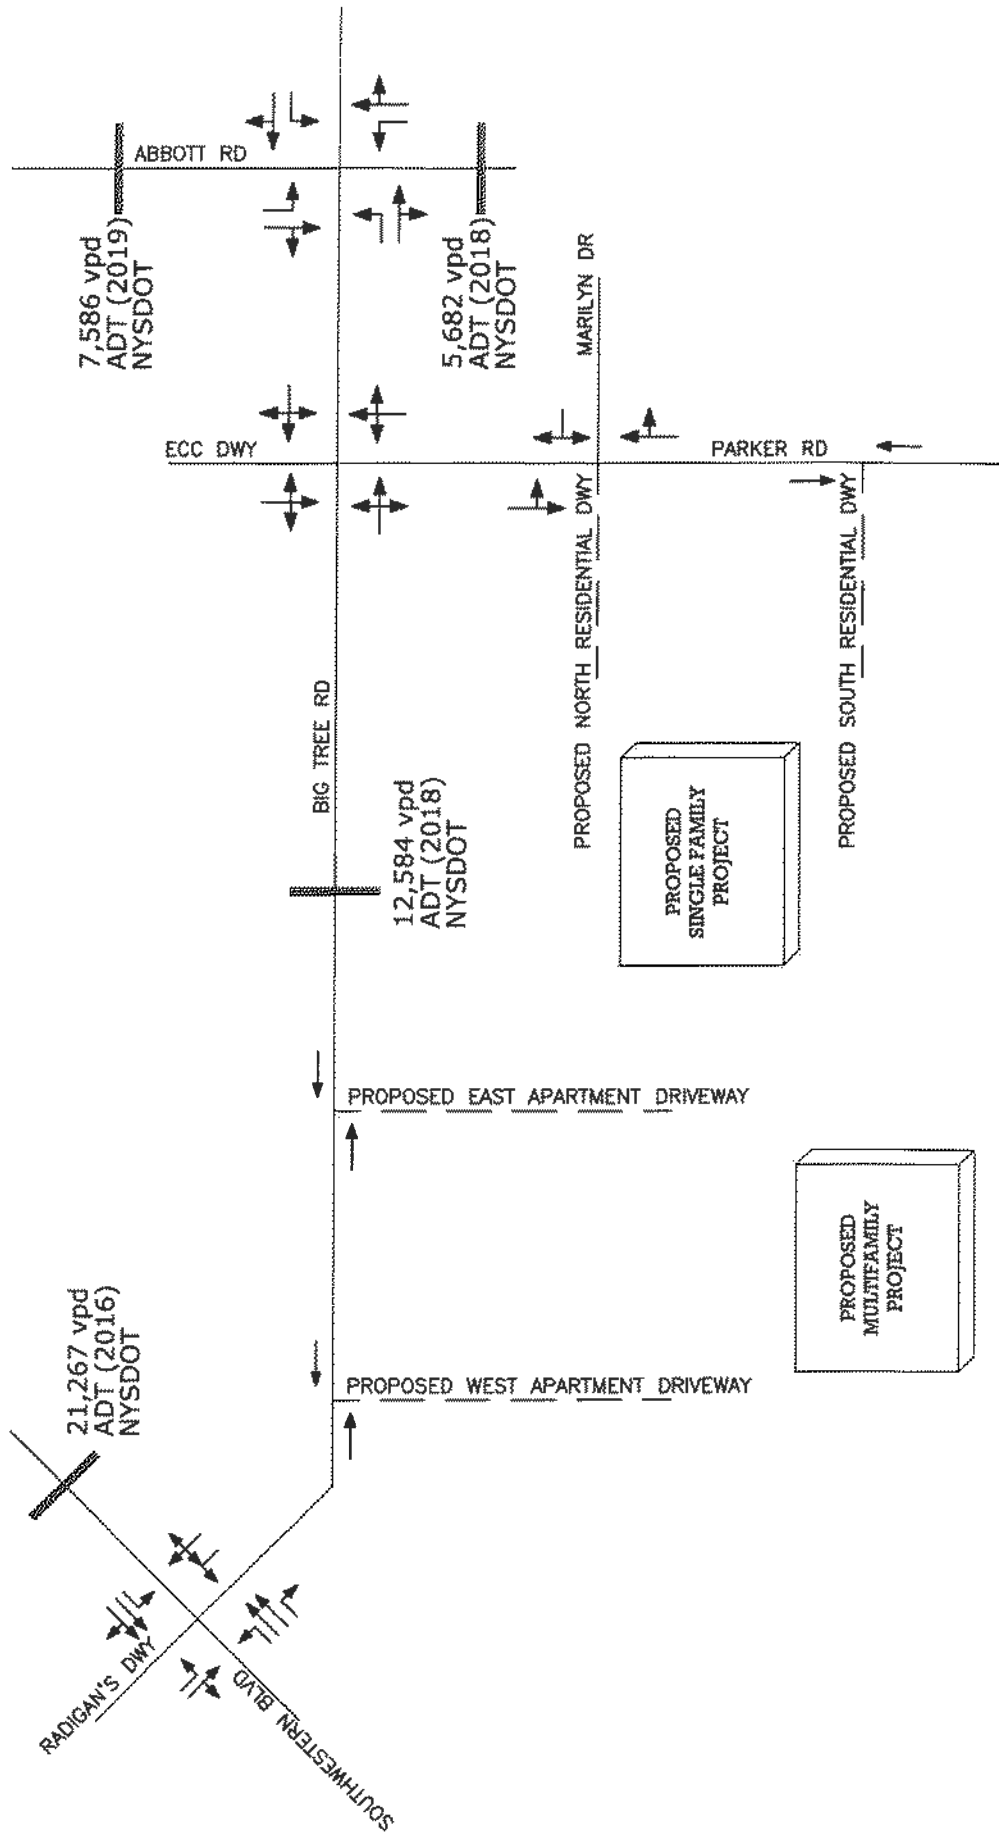 21,267 vpd
ADT (2016)
NYSDOT
RADIGAN'S DWY
SOUTHWESTERN BLVD
PROPOSED WEST APARTMENT DRIVEWAY
PROPOSED EAST APARTMENT DRIVEWAY
PROPOSED
MULTIFAMILY
PROJECT
12,584 vpd
ADT (2018)
NYSDOT
BIG TREE RD
PROPOSED
SINGLE FAMILY
PROJECT
PROPOSED NORTH RESIDENTIAL DWY
PROPOSED SOUTH RESIDENTIAL DWY
ECC DWY
PARKER RD
MARILYN DR
7,586 vpd
ADT (2019)
NYSDOT
ABBOTT RD
5,682 vpd
ADT (2018)
NYSDOT